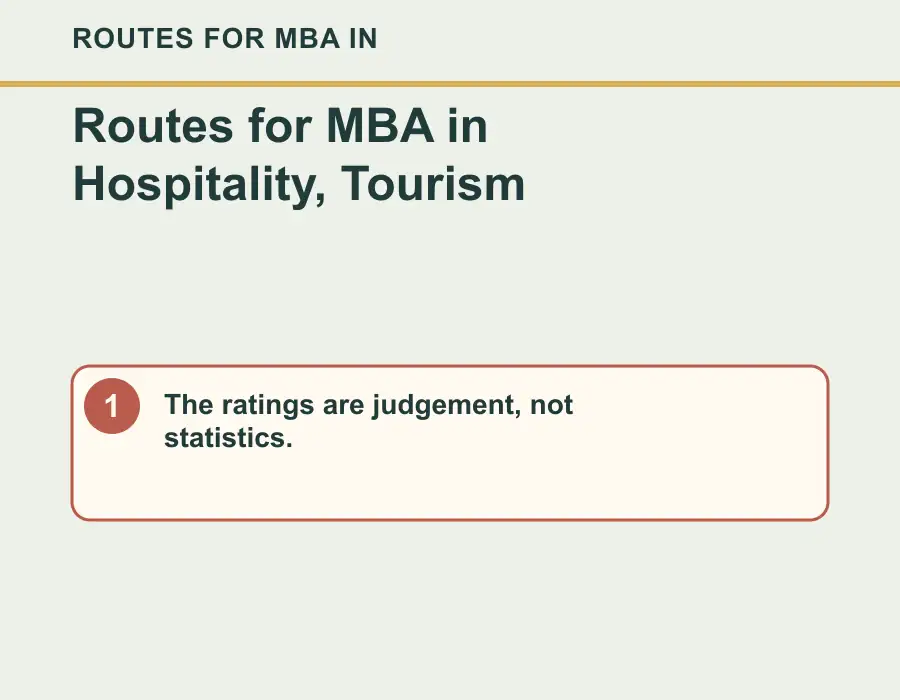 ROUTES FOR MBA IN
Routes for MBA in
Hospitality, Tourism
1
The ratings are judgement, not
statistics.